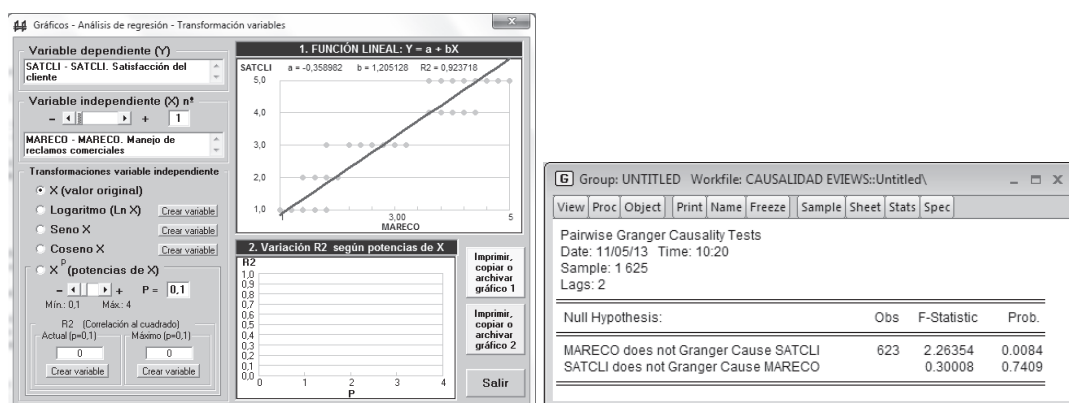 Gráficos - Análisis de regresión - Transformación variables
x
Variable dependiente (Y)
SATCLI - SATCLI. Satisfacción del
cliente
Variable independiente (X) nº
- + 1
MARECO - MARECO. Manejo de
reclamos comerciales
Transformaciones variable independiente
X (valor original)
Logaritmo (Ln X) Crear variable
Seno X Crear variable
Coseno X Crear variable
X P (potencias de X)
- + P = 0,1
Mín.: 0,1 Máx.: 4
R2 (Correlación al cuadrado)
Actual (p=0,1) Máximo (p=0,1)
0 0
Crear variable Crear variable
1. FUNCIÓN LINEAL: Y = a + bX
SATCLI a = -0,358982 b = 1,205128 R2 = 0,923718
5,0
4,0
3,0
2,0
1,0
1 3,00 5
MARECO
2. Variación R2 según potencias de X
R2
1,0
0,9
0,8
0,7
0,6
0,5
0,4
0,3
0,2
0,1
0,0
0 1 2 3 4
P
Imprimir,
copiar o
archivar
gráfico 1
Imprimir,
copiar o
archivar
gráfico 2
Salir
G Group: UNTITLED Workfile: CAUSALIDAD EVIEWS::Untitled\
View Proc Object Print Name Freeze Sample Sheet Stats Spec
Pairwise Granger Causality Tests
Date: 11/05/13 Time: 10:20
Sample: 1 625
Lags: 2
Null Hypothesis: Obs F-Statistic Prob.
MARECO does not Granger Cause SATCLI 623 2.26354 0.0084
SATCLI does not Granger Cause MARECO 0.30008 0.7409